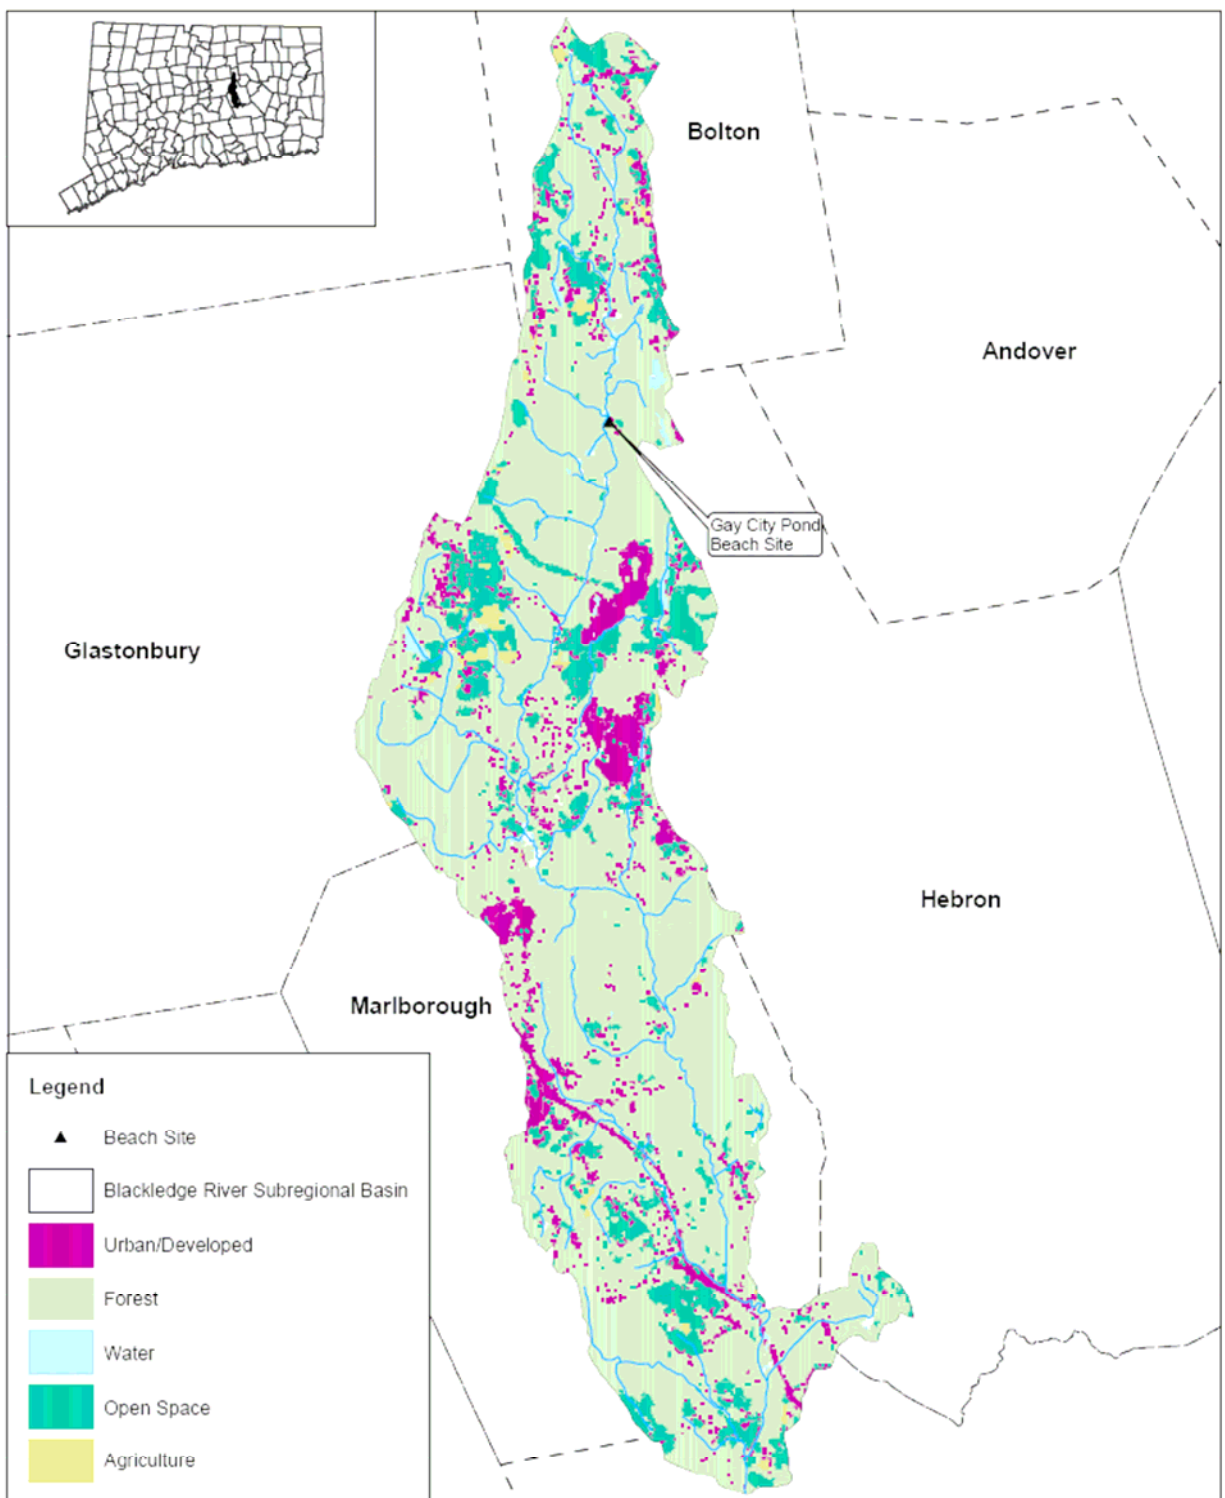 Bolton
Andover
Gay City Pond
Beach Site
Glastonbury
Hebron
Marlborough
Legend
Beach Site
Blackledge River Subregional Basin
Urban/Developed
Forest
Water
Open Space
Agriculture